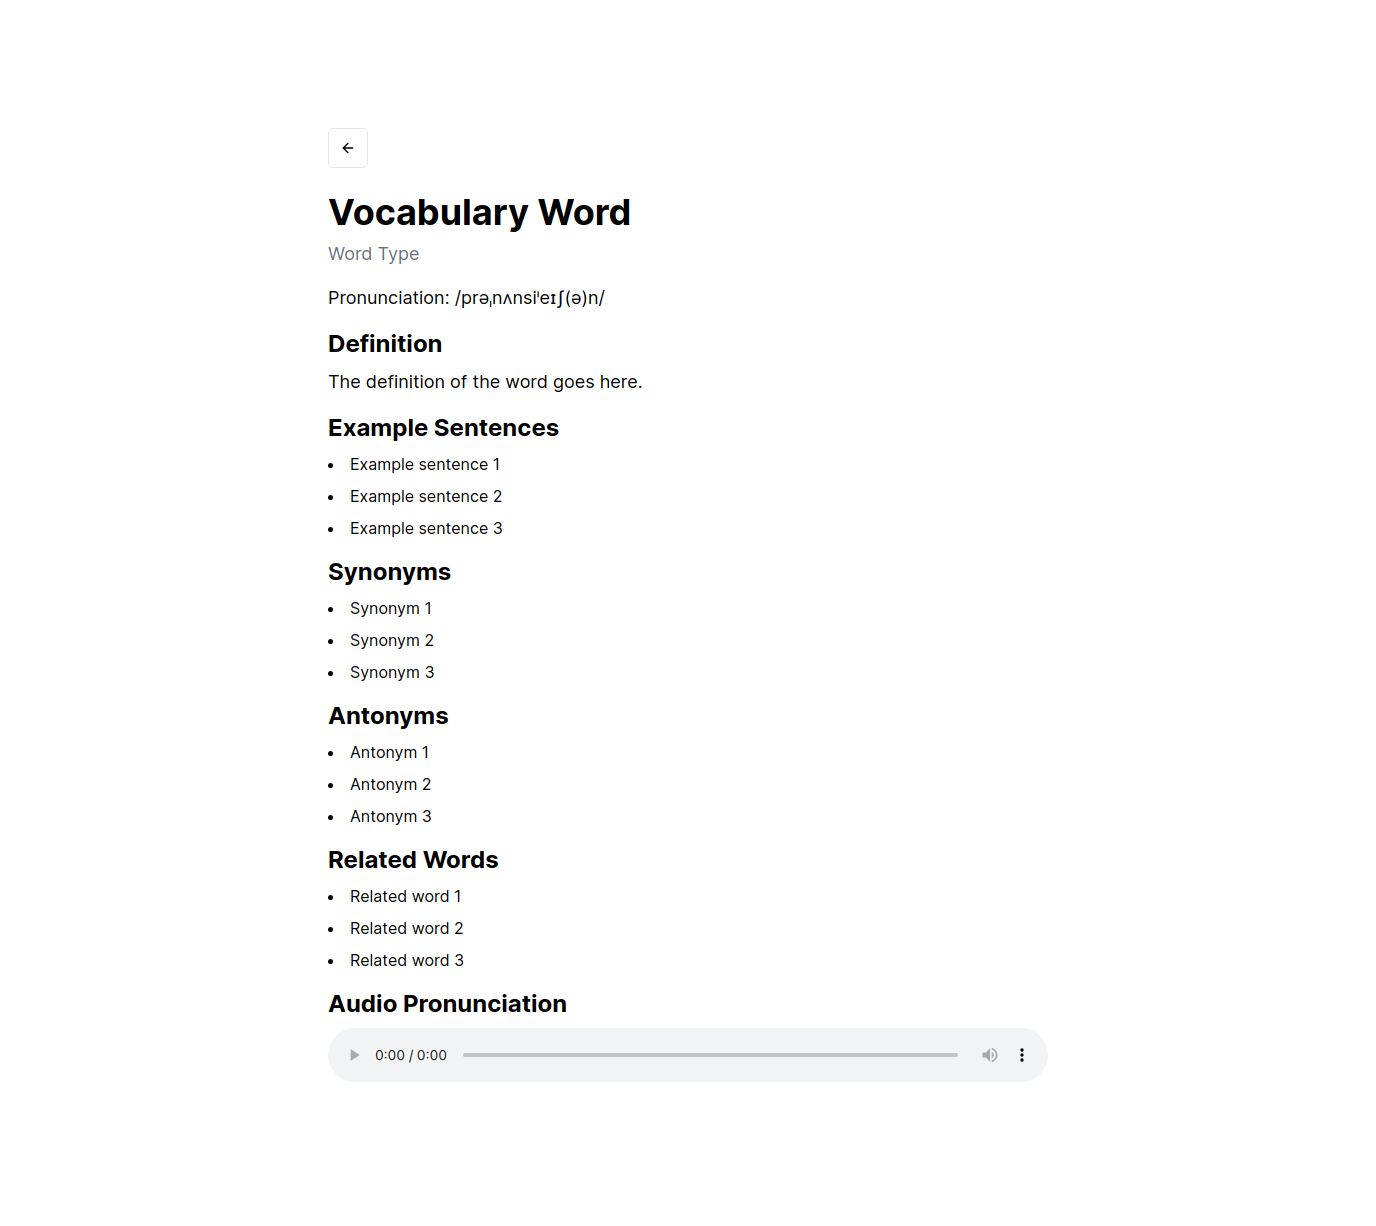 Vocabulary Word
Word Type
Pronunciation: /prəˌnʌnsiˈeɪʃ(ə)n/
Definition
The definition of the word goes here.
Example Sentences
• Example sentence 1
• Example sentence 2
• Example sentence 3
Synonyms
• Synonym 1
• Synonym 2
• Synonym 3
Antonyms
• Antonym 1
• Antonym 2
• Antonym 3
Related Words
• Related word 1
• Related word 2
• Related word 3
Audio Pronunciation
0:00 / 0:00